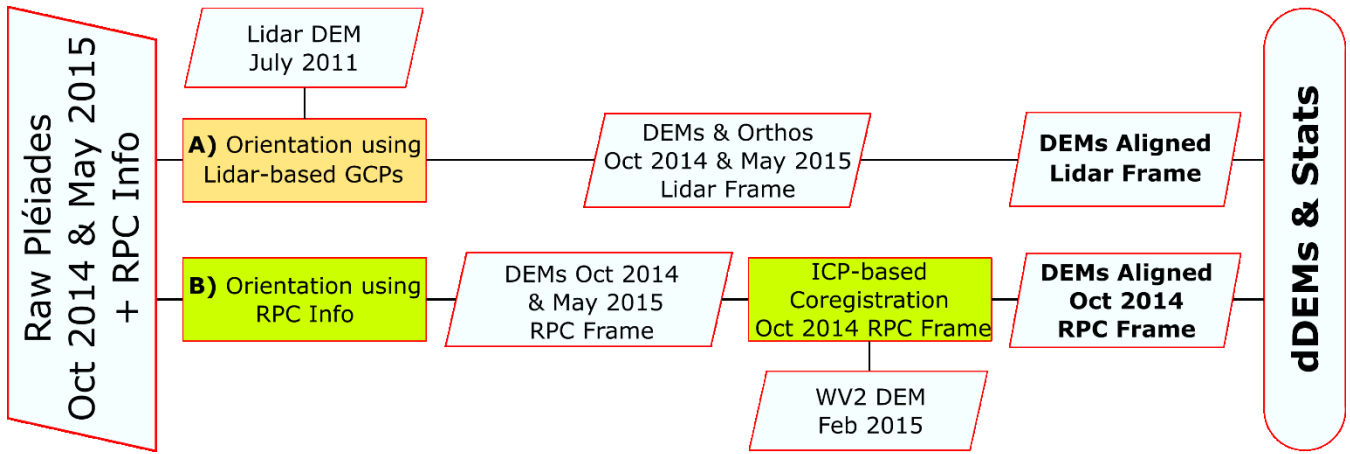 Raw Pléiades
Oct 2014 & May 2015
+ RPC Info
Lidar DEM
July 2011
A) Orientation using
Lidar-based GCPs
DEMs & Orthos
Oct 2014 & May 2015
Lidar Frame
DEMs Aligned
Lidar Frame
B) Orientation using
RPC Info
DEMs Oct 2014
& May 2015
RPC Frame
ICP-based
Coregistration
Oct 2014 RPC Frame
WV2 DEM
Feb 2015
DEMs Aligned
Oct 2014
RPC Frame
dDEMs & Stats